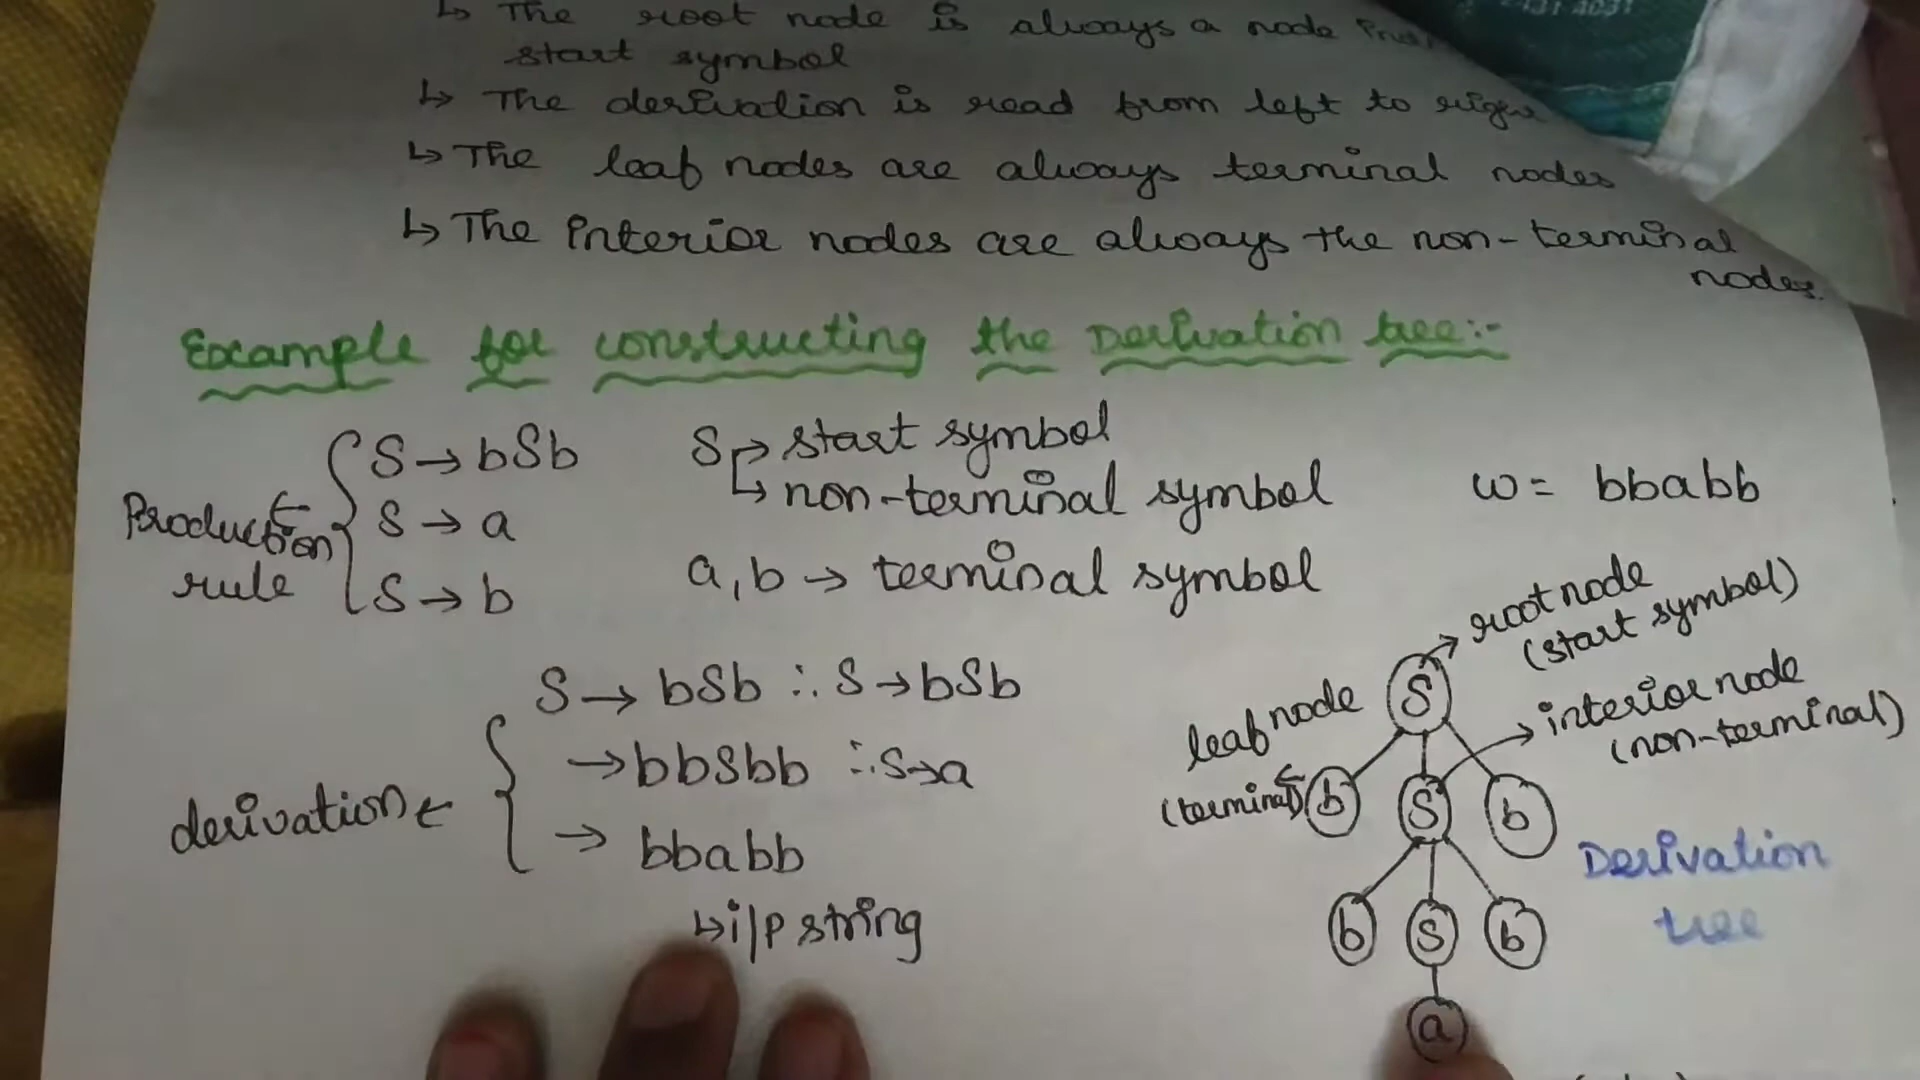 ↳ The root node is always a node
start symbol
↳ The derivation is read from left to right
↳ The leaf nodes are always terminal nodes
↳ The interior nodes are always the non-terminal
nodes.
Example for constructing the Derivation tree:-
Production rule
S → bSb
S → a
S → b
S → start symbol
↳ non-terminal symbol
a, b → terminal symbol
w = bbabb
derivation
S → bSb ∴ S → bSb
→ bbSbb ∴ S → a
→ bbabb
↳ i/p string
root node
(start symbol)
S
interior node
(non-terminal)
leaf node
(terminal)
b S b
b S b
a
Derivation
tree